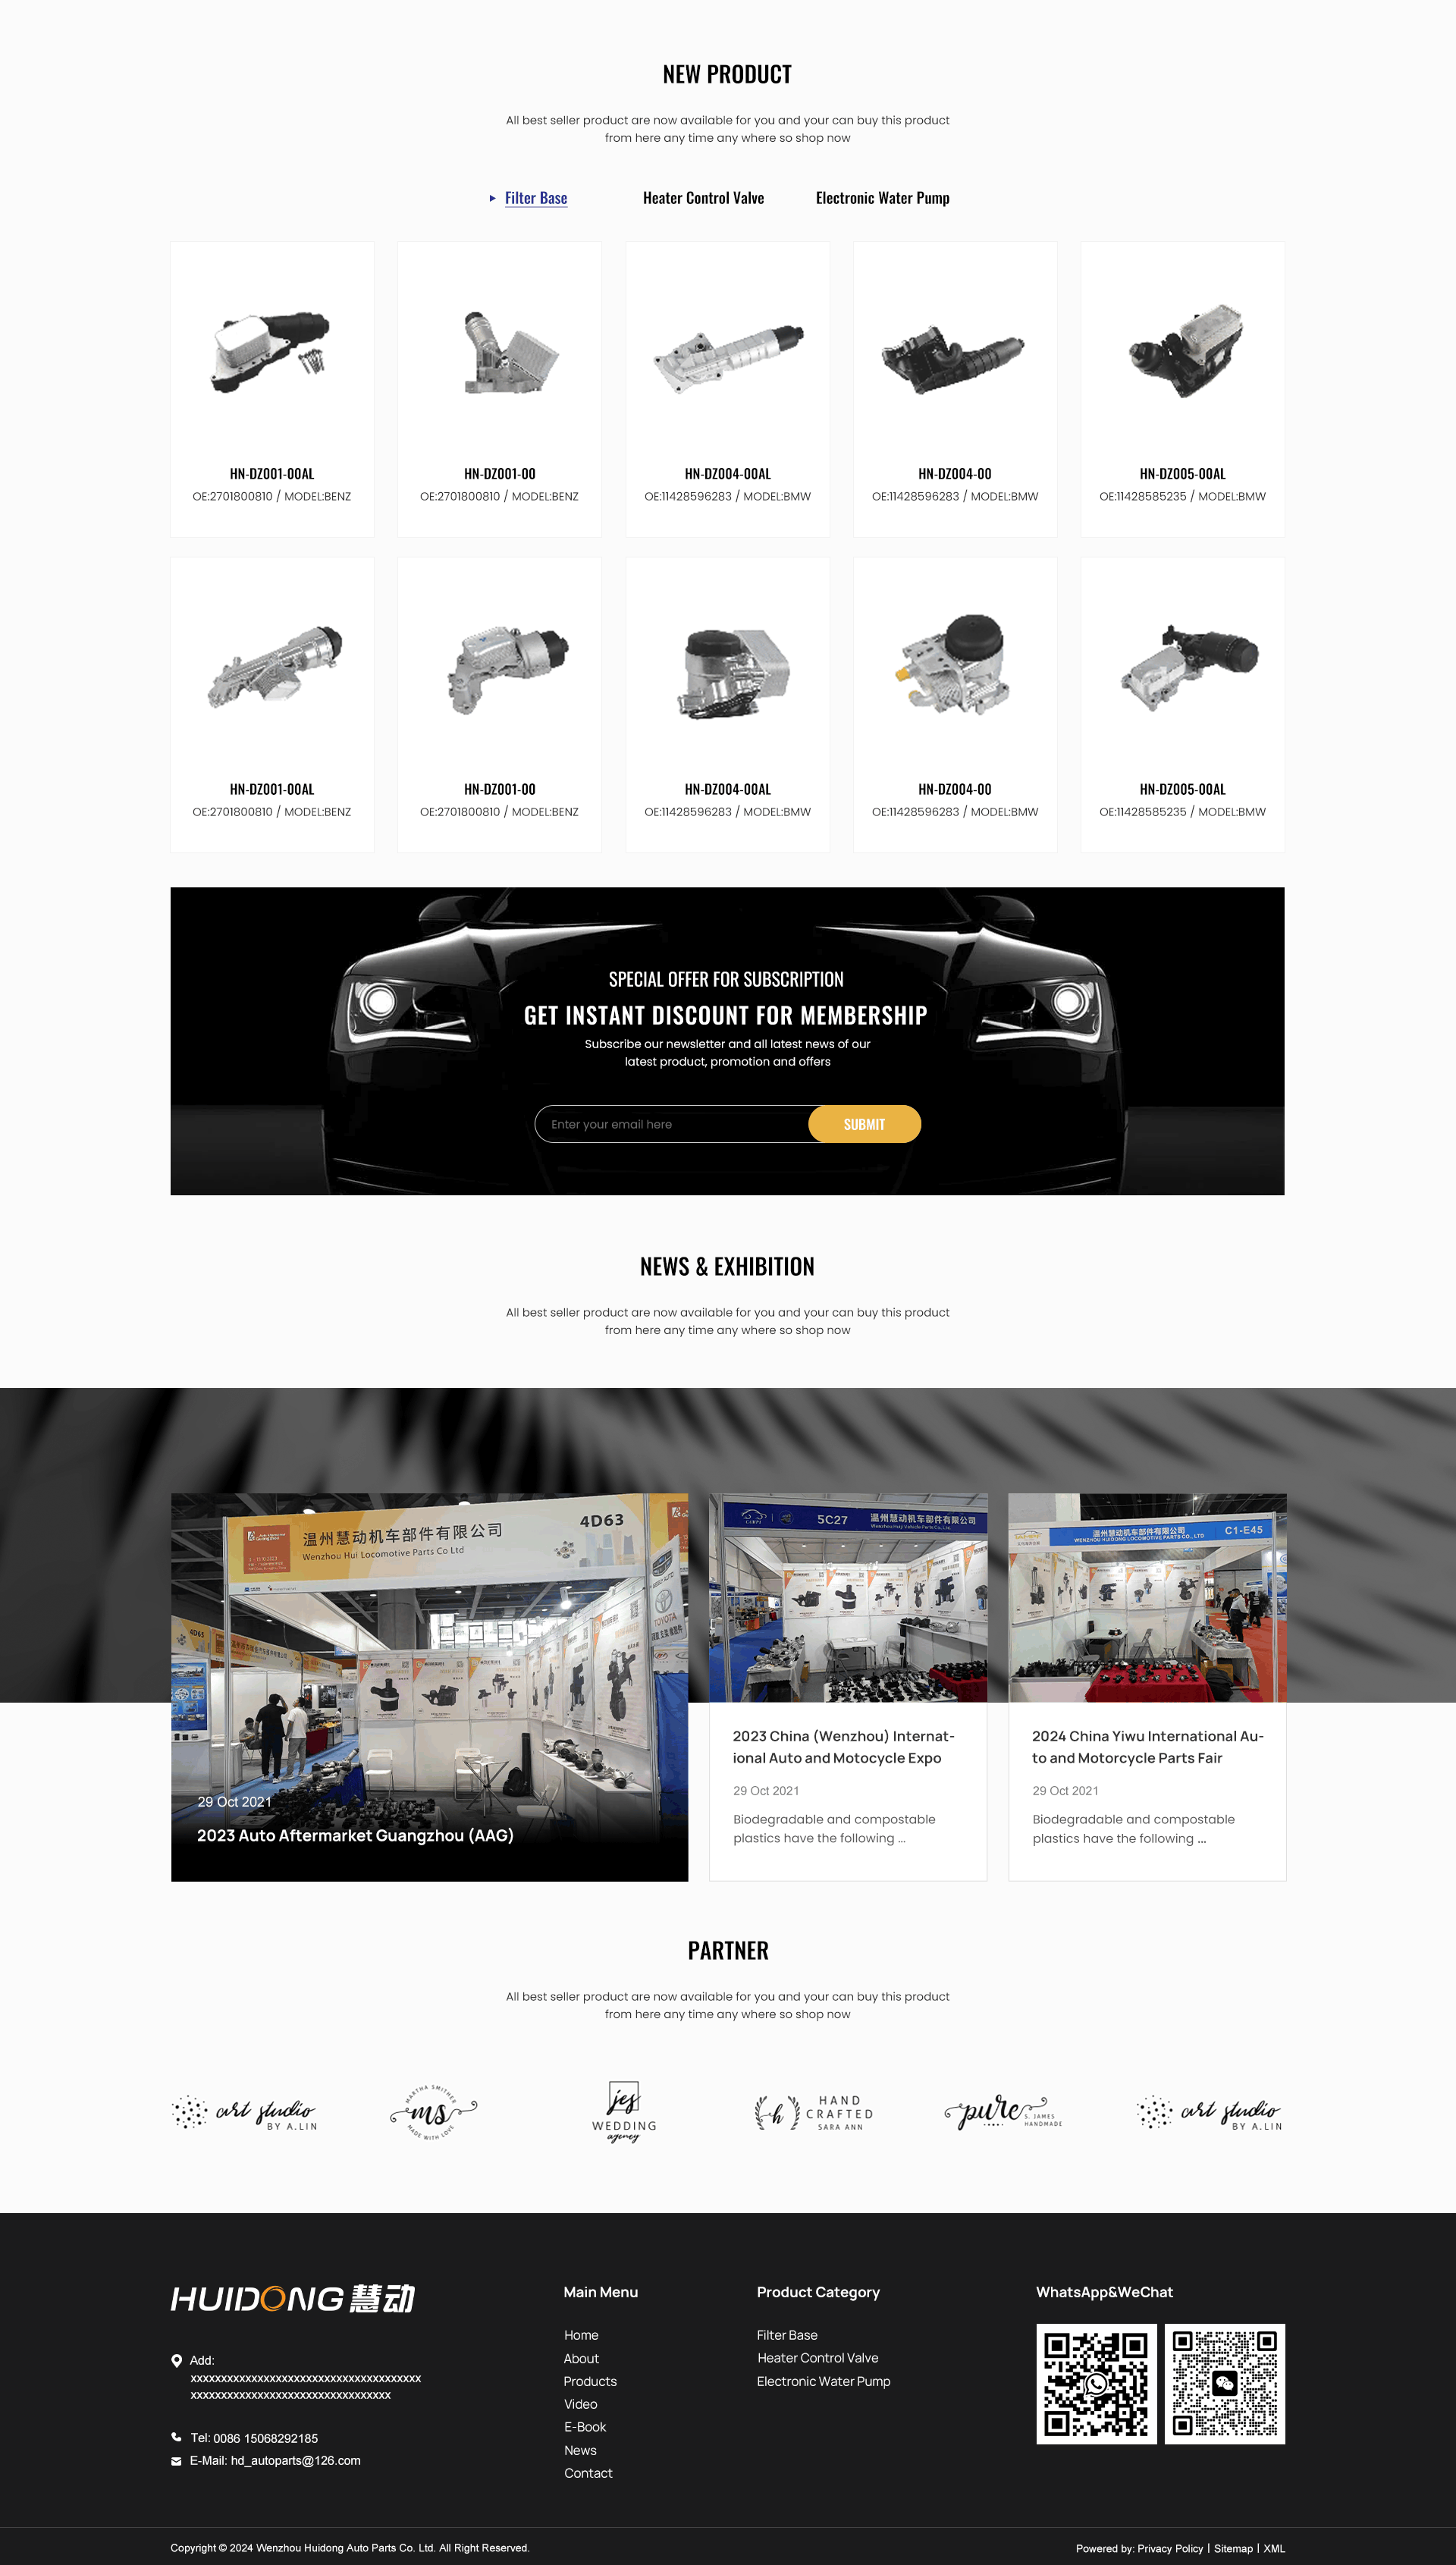 NEW PRODUCT
All best seller product are now available for you and your can buy this product
from here any time any where so shop now
Filter Base
Heater Control Valve
Electronic Water Pump
HN-DZ001-00AL
OE:2701800810 / MODEL:BENZ
HN-DZ001-00
OE:2701800810 / MODEL:BENZ
HN-DZ004-00AL
OE:11428596283 / MODEL:BMW
HN-DZ004-00
OE:11428596283 / MODEL:BMW
HN-DZ005-00AL
OE:11428585235 / MODEL:BMW
HN-DZ001-00AL
OE:2701800810 / MODEL:BENZ
HN-DZ001-00
OE:2701800810 / MODEL:BENZ
HN-DZ004-00AL
OE:11428596283 / MODEL:BMW
HN-DZ004-00
OE:11428596283 / MODEL:BMW
HN-DZ005-00AL
OE:11428585235 / MODEL:BMW
SPECIAL OFFER FOR SUBSCRIPTION
GET INSTANT DISCOUNT FOR MEMBERSHIP
Subscribe our newsletter and all latest news of our
latest product, promotion and offers
Enter your email here
SUBMIT
NEWS & EXHIBITION
All best seller product are now available for you and your can buy this product
from here any time any where so shop now
温州慧动机车部件有限公司
Wenzhou Hui Locomotive Parts Co Ltd
4D63
4D65
TOYOTA
29 Oct 2021
2023 Auto Aftermarket Guangzhou (AAG)
5C27
温州慧动机车部件有限公司
2023 China (Wenzhou) Internat-
ional Auto and Motocycle Expo
29 Oct 2021
Biodegradable and compostable
plastics have the following ...
温州慧动机车部件有限公司
WENZHOU HUIDONG LOCOMOTIVE PARTS CO., LTD
C1-E45
2024 China Yiwu International Au-
to and Motorcycle Parts Fair
29 Oct 2021
Biodegradable and compostable
plastics have the following ...
PARTNER
All best seller product are now available for you and your can buy this product
from here any time any where so shop now
art studio
BY A.LIN
MARTHA SMITHEE
ms
MADE WITH LOVE
jes
WEDDING
agency
h
HAND
CRAFTED
SARA ANN
pure
S. JAMES
HANDMADE
art studio
BY A.LIN
HUIDONG 慧动
Add:
xxxxxxxxxxxxxxxxxxxxxxxxxxxxxxxxxxxxxx
xxxxxxxxxxxxxxxxxxxxxxxxxxxxxxxxx
Tel: 0086 15068292185
E-Mail: hd_autoparts@126.com
Main Menu
Home
About
Products
Video
E-Book
News
Contact
Product Category
Filter Base
Heater Control Valve
Electronic Water Pump
WhatsApp&WeChat
Copyright © 2024 Wenzhou Huidong Auto Parts Co. Ltd. All Right Reserved.
Powered by: Privacy Policy | Sitemap | XML